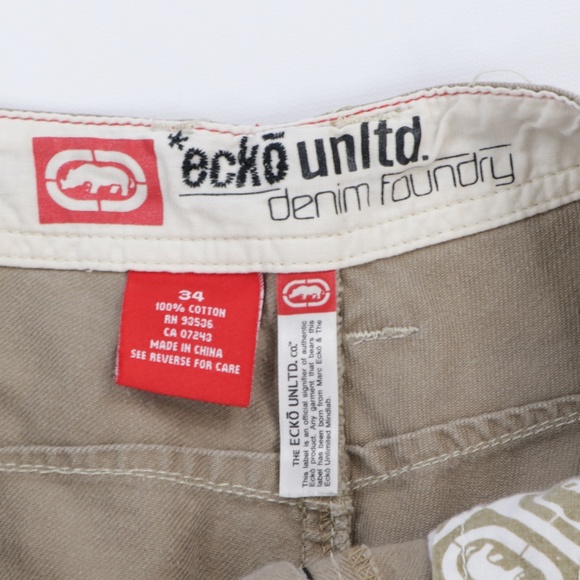 *eckō unltd.
denim foundry
34
100% COTTON
RN 93536
CA 07243
MADE IN CHINA
SEE REVERSE FOR CARE
THE ECKŌ UNLTD. CO.™
This label is an official signifier of authentic
Eckō product. Any garment that bears this
label has been born from Marc Eckō & The
Eckō Unlimited Mindlab.